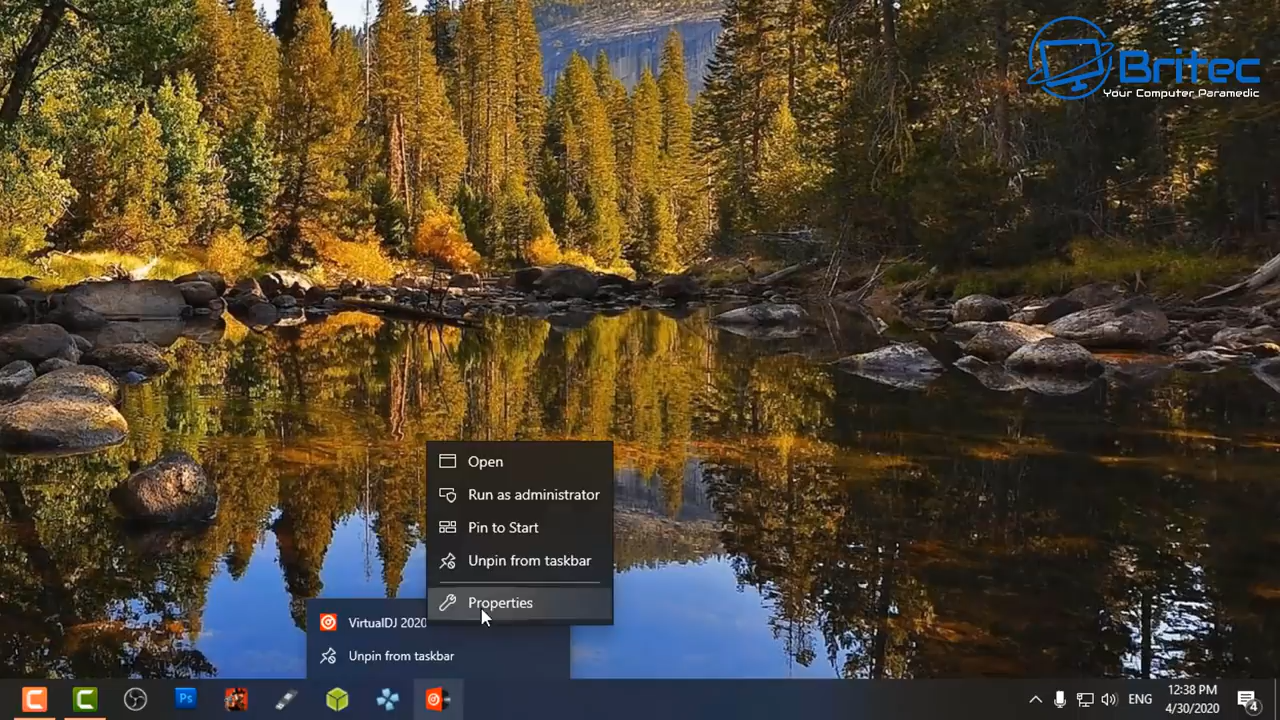 Britec
Your Computer Paramedic
Open
Run as administrator
Pin to Start
Unpin from taskbar
Properties
VirtualDJ 2020
Unpin from taskbar
Ps
ENG
12:38 PM
4/30/2020
4